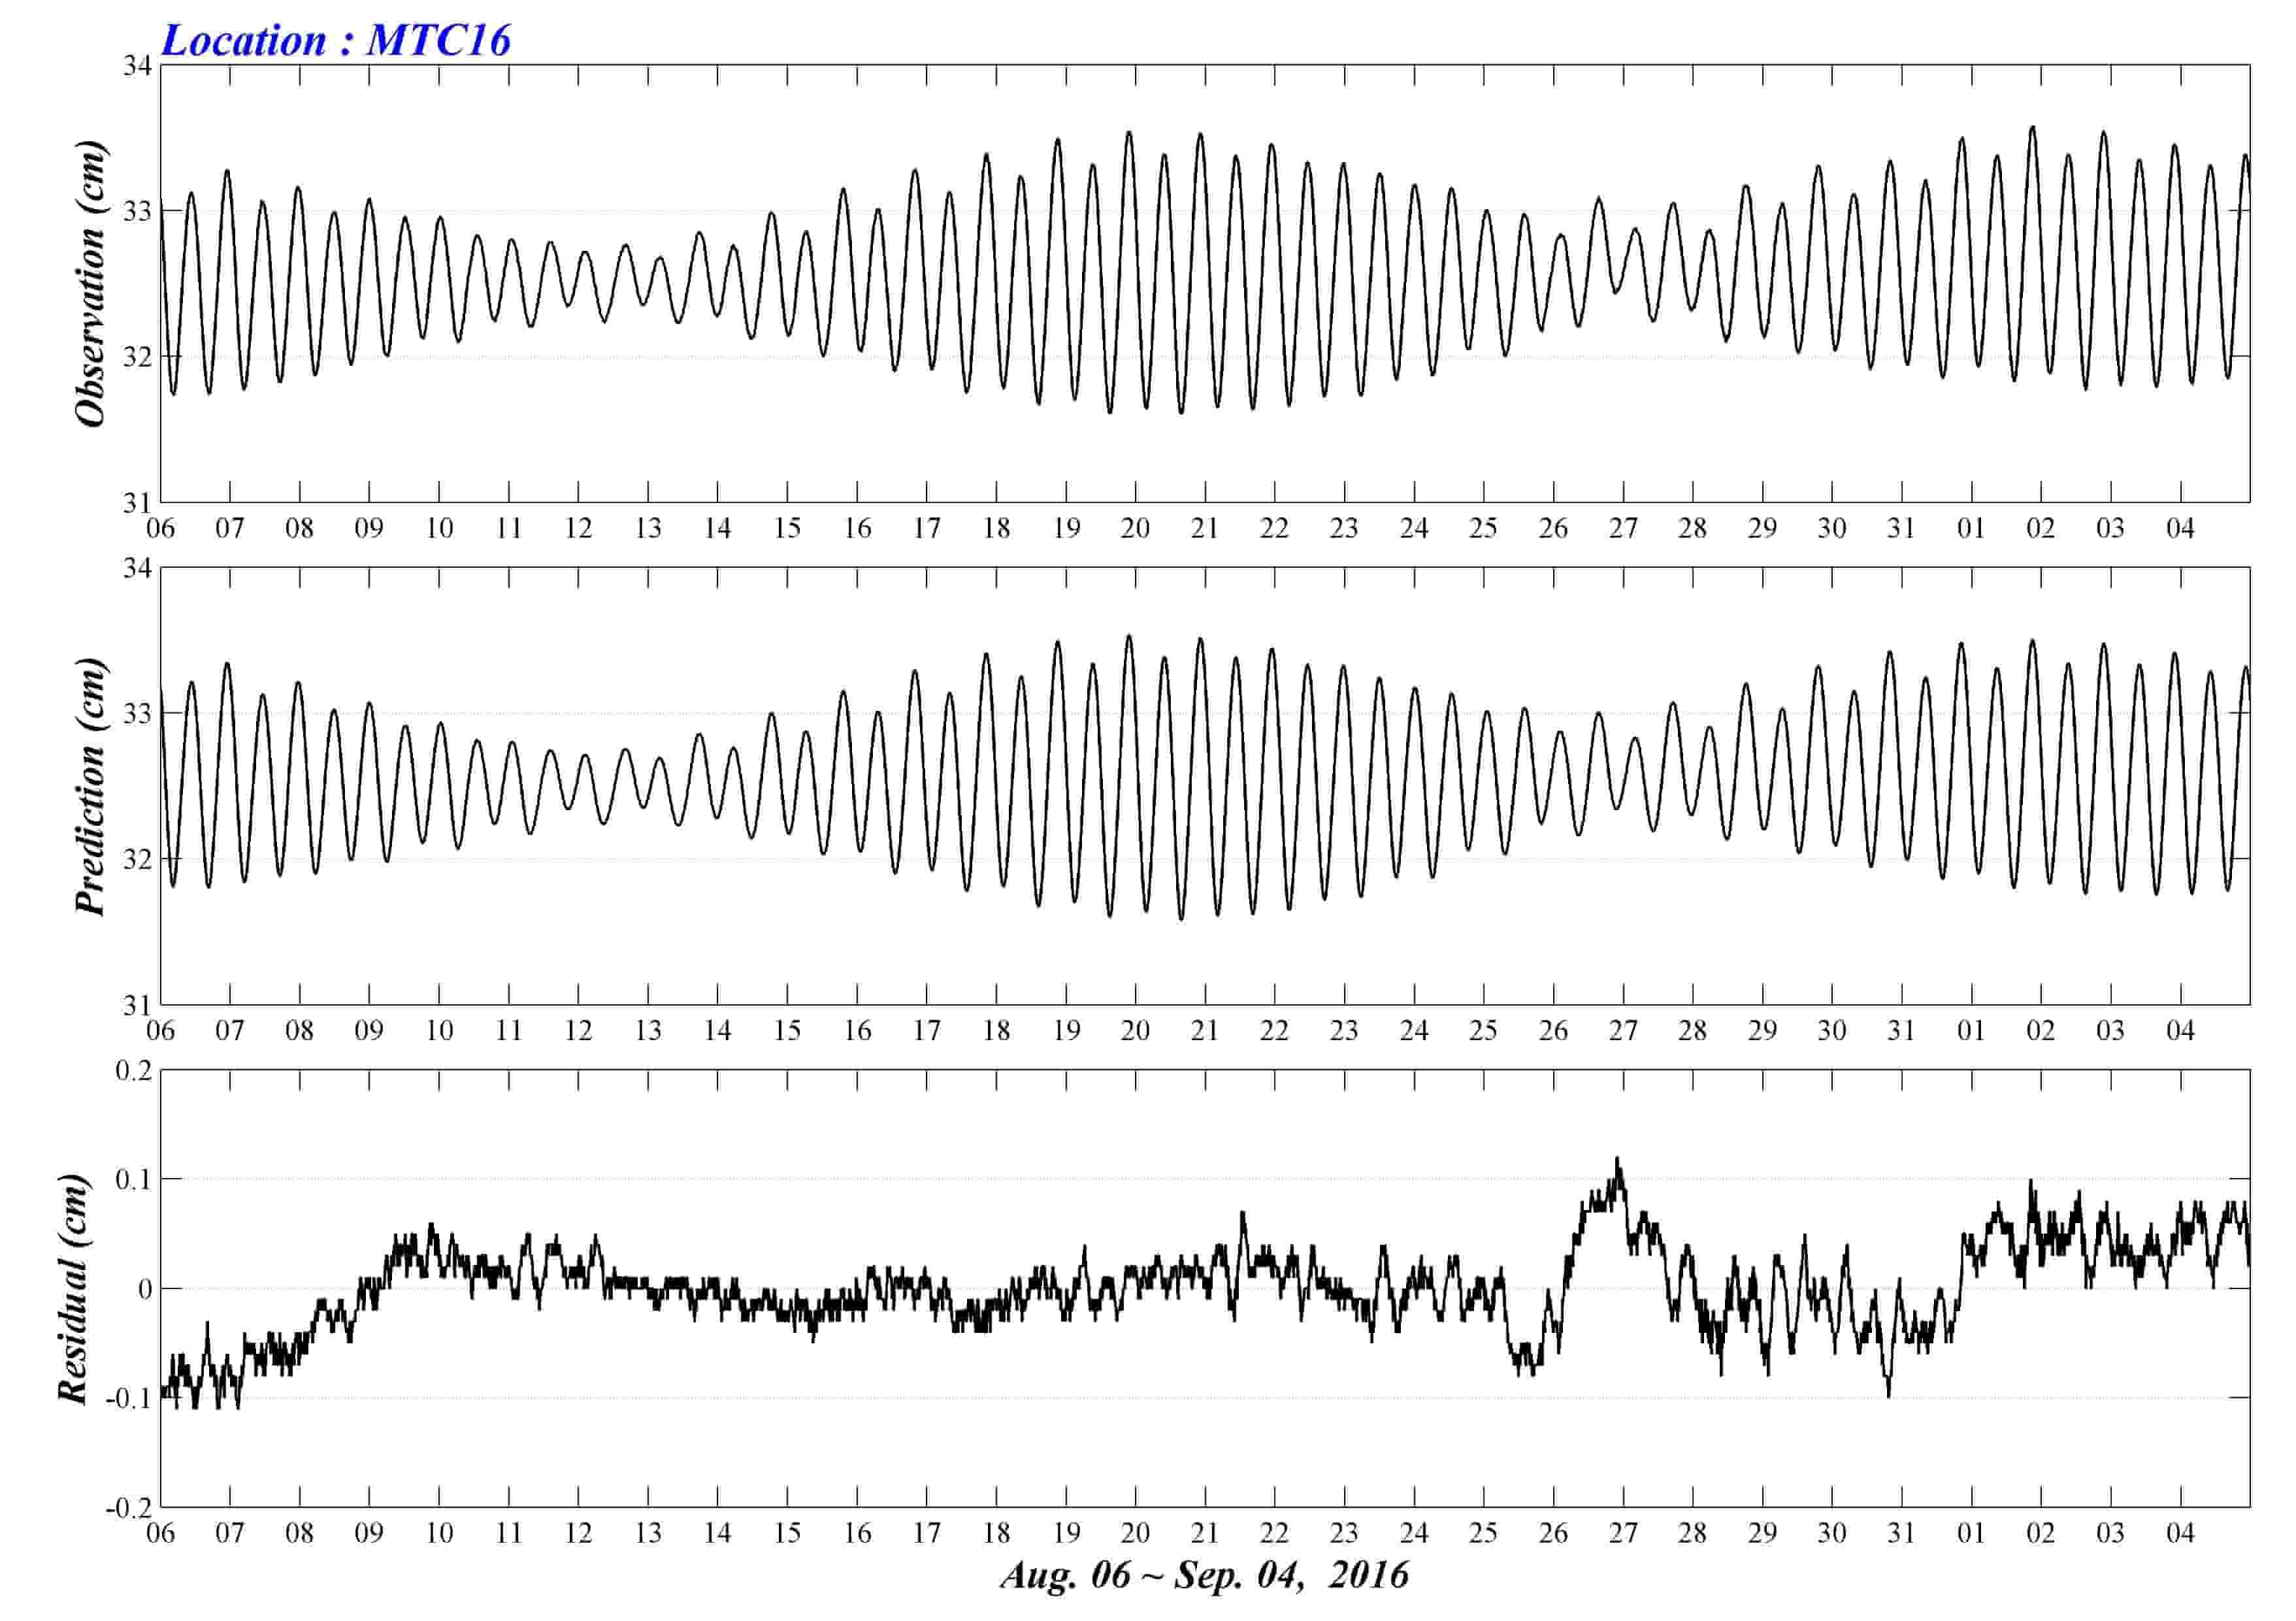 Location : MTC16
34
33
32
31
Observation (cm)
06 07 08 09 10 11 12 13 14 15 16 17 18 19 20 21 22 23 24 25 26 27 28 29 30 31 01 02 03 04
34
33
32
31
Prediction (cm)
06 07 08 09 10 11 12 13 14 15 16 17 18 19 20 21 22 23 24 25 26 27 28 29 30 31 01 02 03 04
0.2
0.1
0
-0.1
-0.2
Residual (cm)
06 07 08 09 10 11 12 13 14 15 16 17 18 19 20 21 22 23 24 25 26 27 28 29 30 31 01 02 03 04
Aug. 06 ~ Sep. 04, 2016